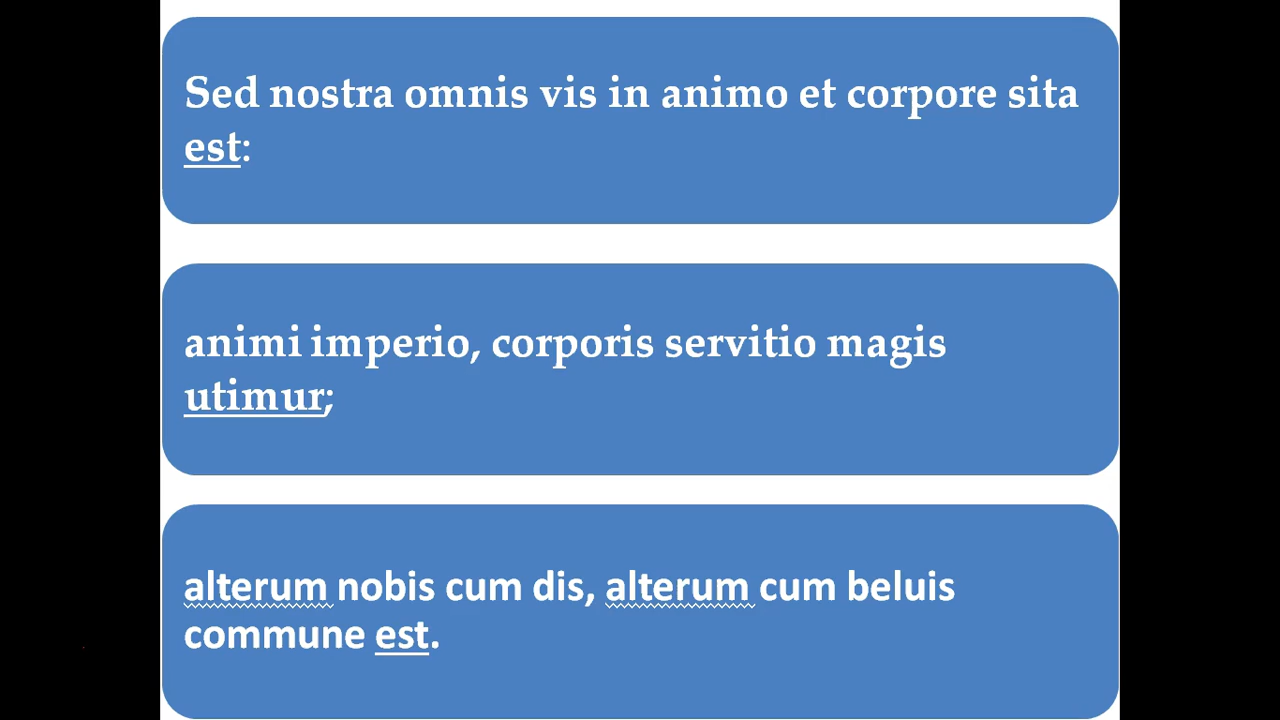 Sed nostra omnis vis in animo et corpore sita
est:
animi imperio, corporis servitio magis
utimur;
alterum nobis cum dis, alterum cum beluis
commune est.